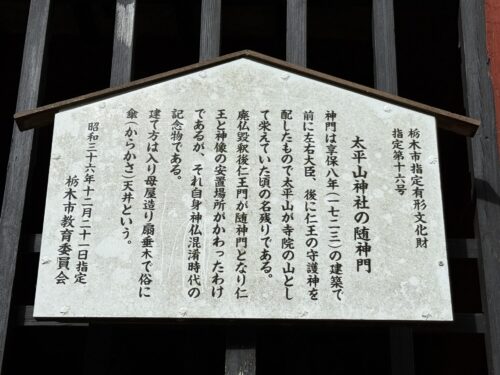 栃木市指定有形文化財
指定第十六号
太平山神社の随神門
神門は享保八年(一七二三)の建築で
前に左右大臣、後に仁王の守護神を
配したもので太平山が寺院の山とし
て栄えていた頃の名残りである。
廃仏毀釈後仁王門が随神門となり仁
王と神像の安置場所がかわったわけ
であるが、それ自身神仏混淆時代の
記念物である。
建て方は入り母屋造り扇垂木で俗に
傘(からかさ)天井という。
昭和三十六年十二月二十一日指定
栃木市教育委員会